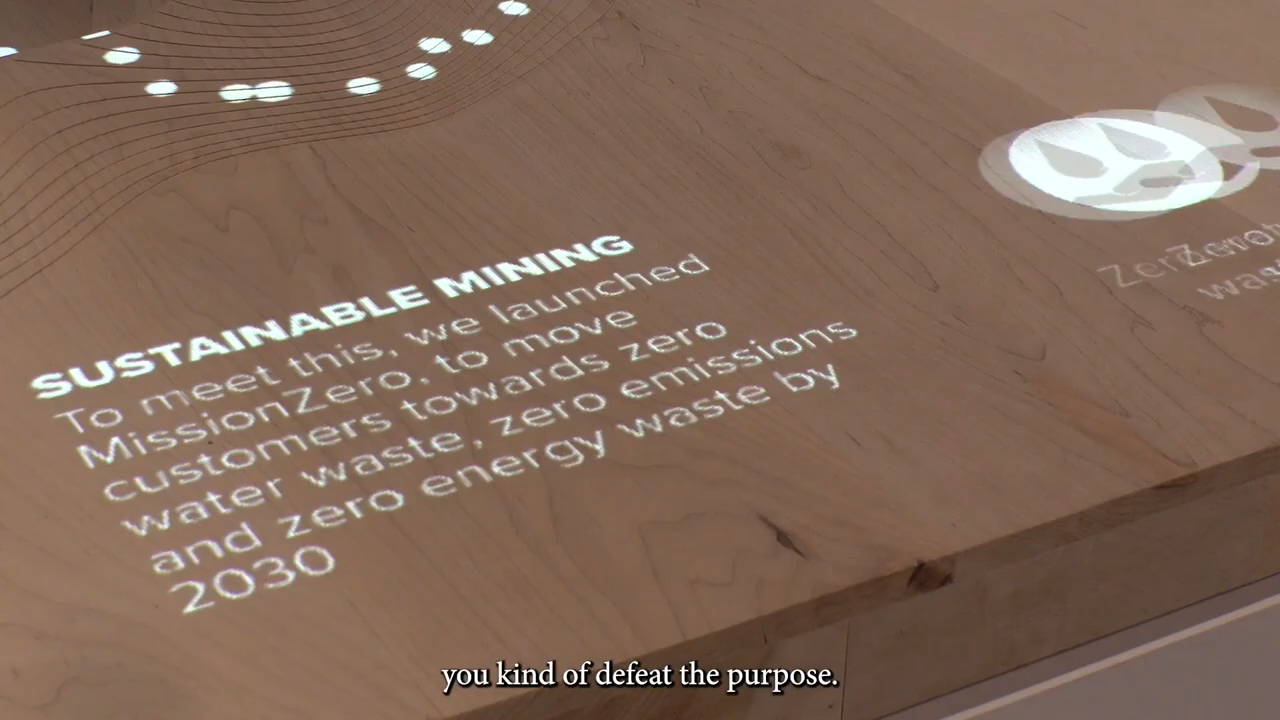 SUSTAINABLE MINING
To meet this, we launched
MissionZero, to move
customers towards zero
water waste, zero emissions
and zero energy waste by
2030
you kind of defeat the purpose.